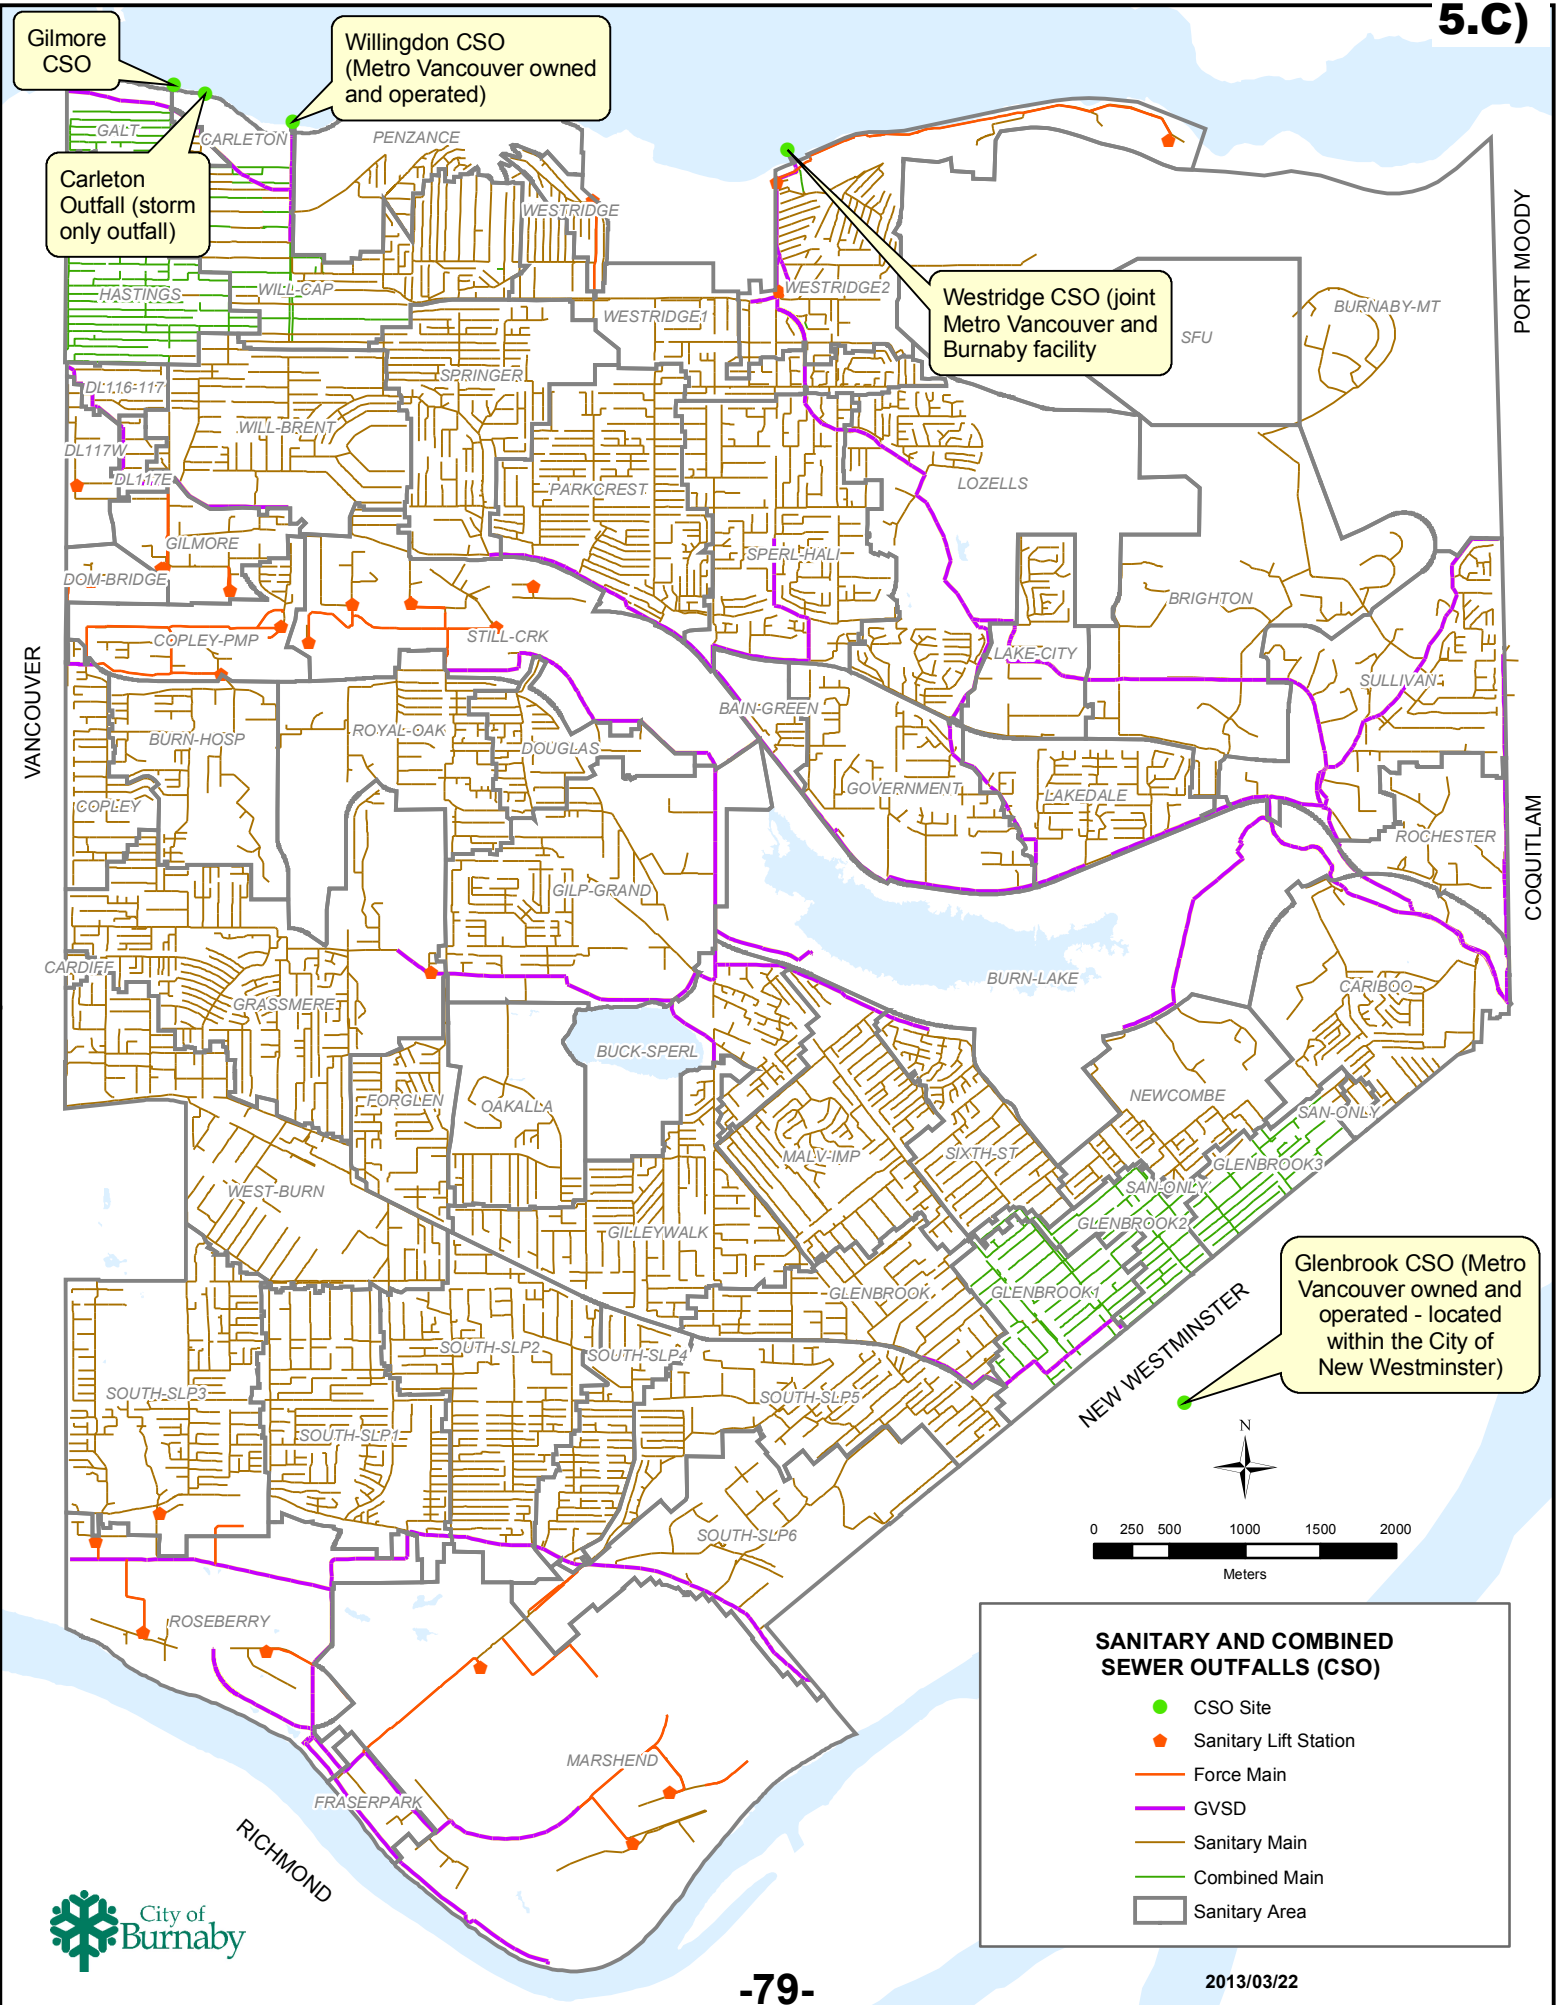 5.C)
Gilmore
CSO
Willingdon CSO
(Metro Vancouver owned
and operated)
GALT
CARLETON
PENZANCE
Carleton
Outfall (storm
only outfall)
WESTRIDGE
PORT MOODY
HASTINGS
WILL-CAP
WESTRIDGE2
WESTRIDGE1
Westridge CSO (joint
Metro Vancouver and
Burnaby facility
BURNABY-MT
SFU
DL116-117
SPRINGER
WILL-BRENT
DL117W
DL117E
PARKCREST
LOZELLS
GILMORE
SPERL-HALI
DOM-BRIDGE
BRIGHTON
COPLEY-PMP
STILL-CRK
LAKE-CITY
SULLIVAN
VANCOUVER
BAIN-GREEN
BURN-HOSP
ROYAL-OAK
DOUGLAS
GOVERNMENT
LAKEDALE
COPLEY
ROCHESTER
COQUITLAM
GILP-GRAND
CARDIFF
BURN-LAKE
CARIBOO
GRASSMERE
BUCK-SPERL
FORGLEN
OAKALLA
NEWCOMBE
SAN-ONLY
MALV-IMP
SIXTH-ST
GLENBROOK3
WEST-BURN
SAN-ONLY
GILLEYWALK
GLENBROOK2
GLENBROOK
GLENBROOK1
Glenbrook CSO (Metro
Vancouver owned and
operated - located
within the City of
New Westminster)
NEW WESTMINSTER
SOUTH-SLP2
SOUTH-SLP4
SOUTH-SLP3
SOUTH-SLP5
SOUTH-SLP1
N
SOUTH-SLP6
0 250 500 1000 1500 2000
Meters
ROSEBERRY
MARSHEND
FRASERPARK
RICHMOND
SANITARY AND COMBINED
SEWER OUTFALLS (CSO)
CSO Site
Sanitary Lift Station
Force Main
GVSD
Sanitary Main
Combined Main
Sanitary Area
City of
Burnaby
-79-
2013/03/22